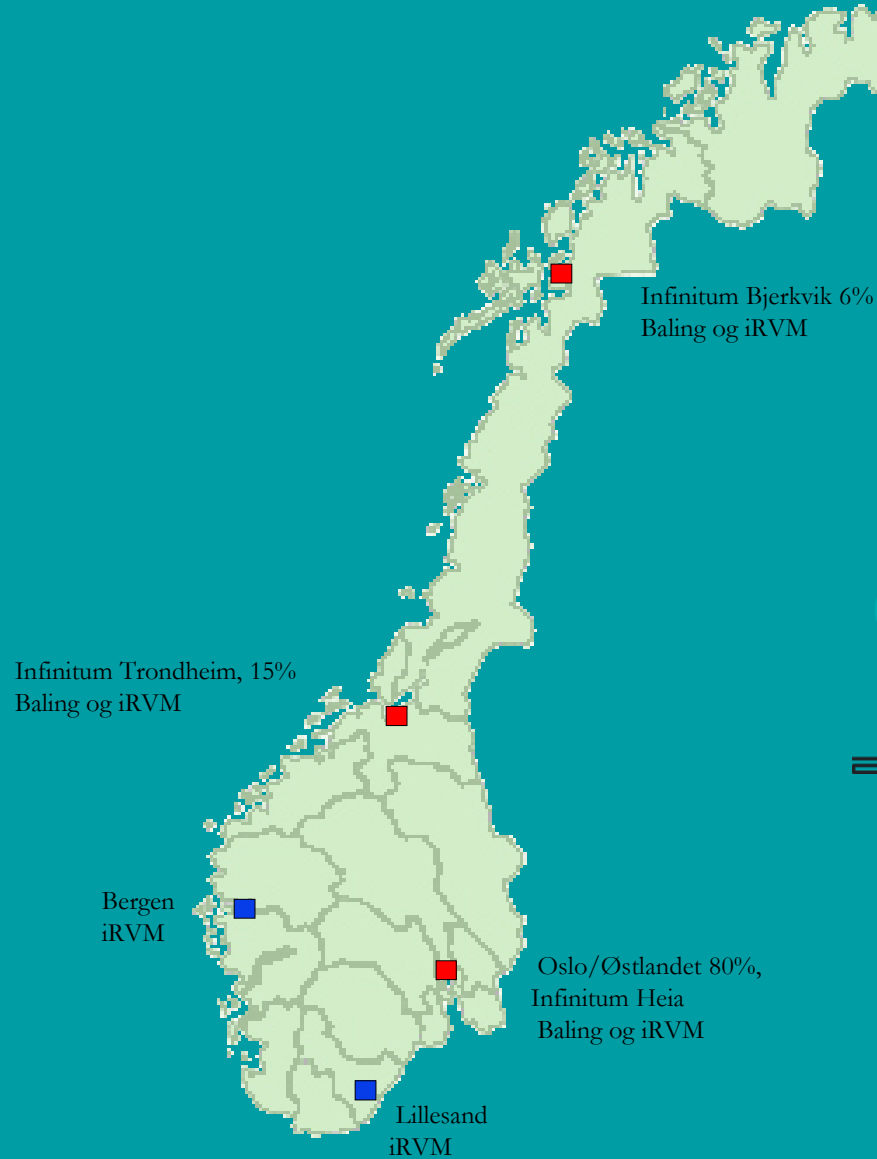 Infinitum Bjerkvik 6%
Baling og iRVM
Infinitum Trondheim, 15%
Baling og iRVM
Bergen
iRVM
Oslo/Østlandet 80%,
Infinitum Heia
Baling og iRVM
Lillesand
iRVM